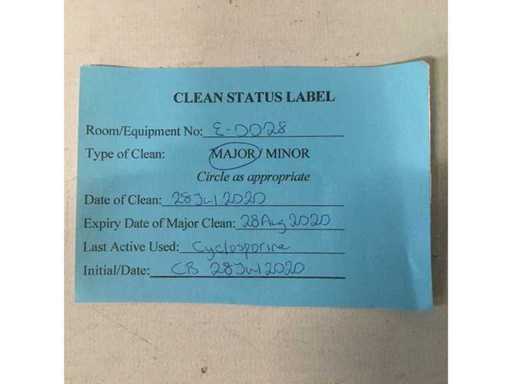 CLEAN STATUS LABEL
Room/Equipment No: E-0028
Type of Clean: MAJOR / MINOR
Circle as appropriate
Date of Clean: 28Jul2020
Expiry Date of Major Clean: 28Aug2020
Last Active Used: Cyclosporine
Initial/Date: CB 28Jul2020